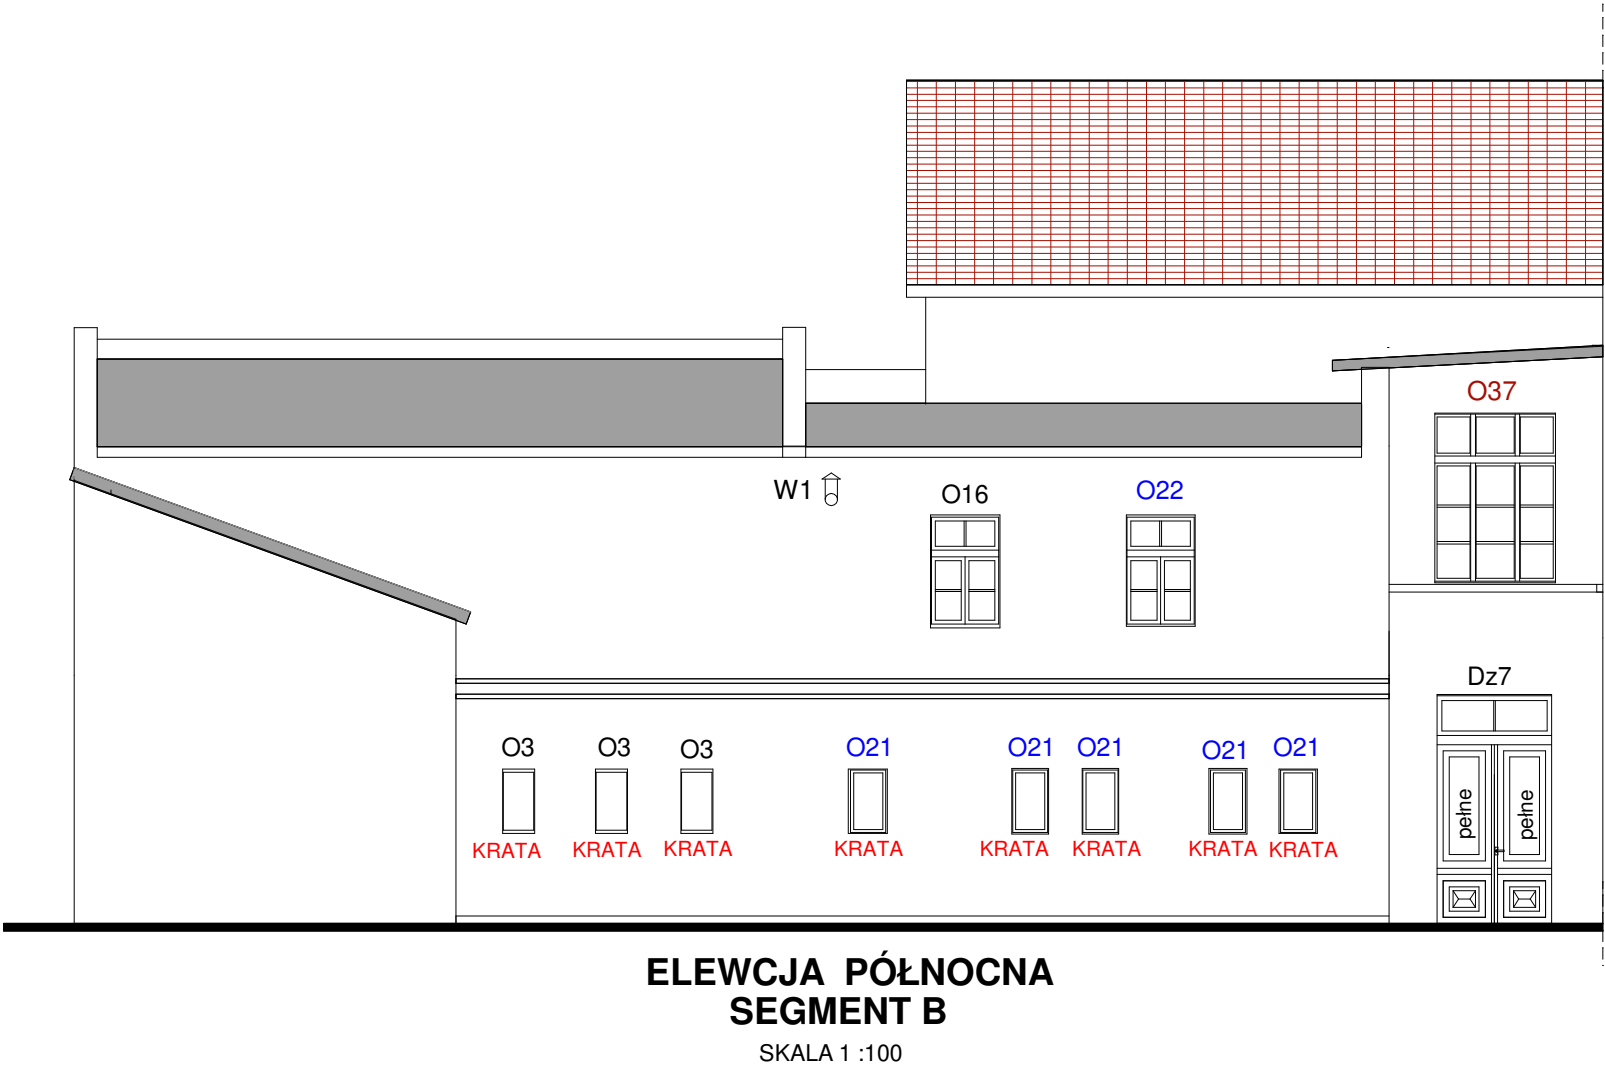 O37
W1
O16
O22
Dz7
O3
O3
O3
O21
O21
O21
O21
O21
pełne
pełne
KRATA
KRATA
KRATA
KRATA
KRATA
KRATA
KRATA
KRATA
ELEWCJA PÓŁNOCNA
SEGMENT B
SKALA 1 :100